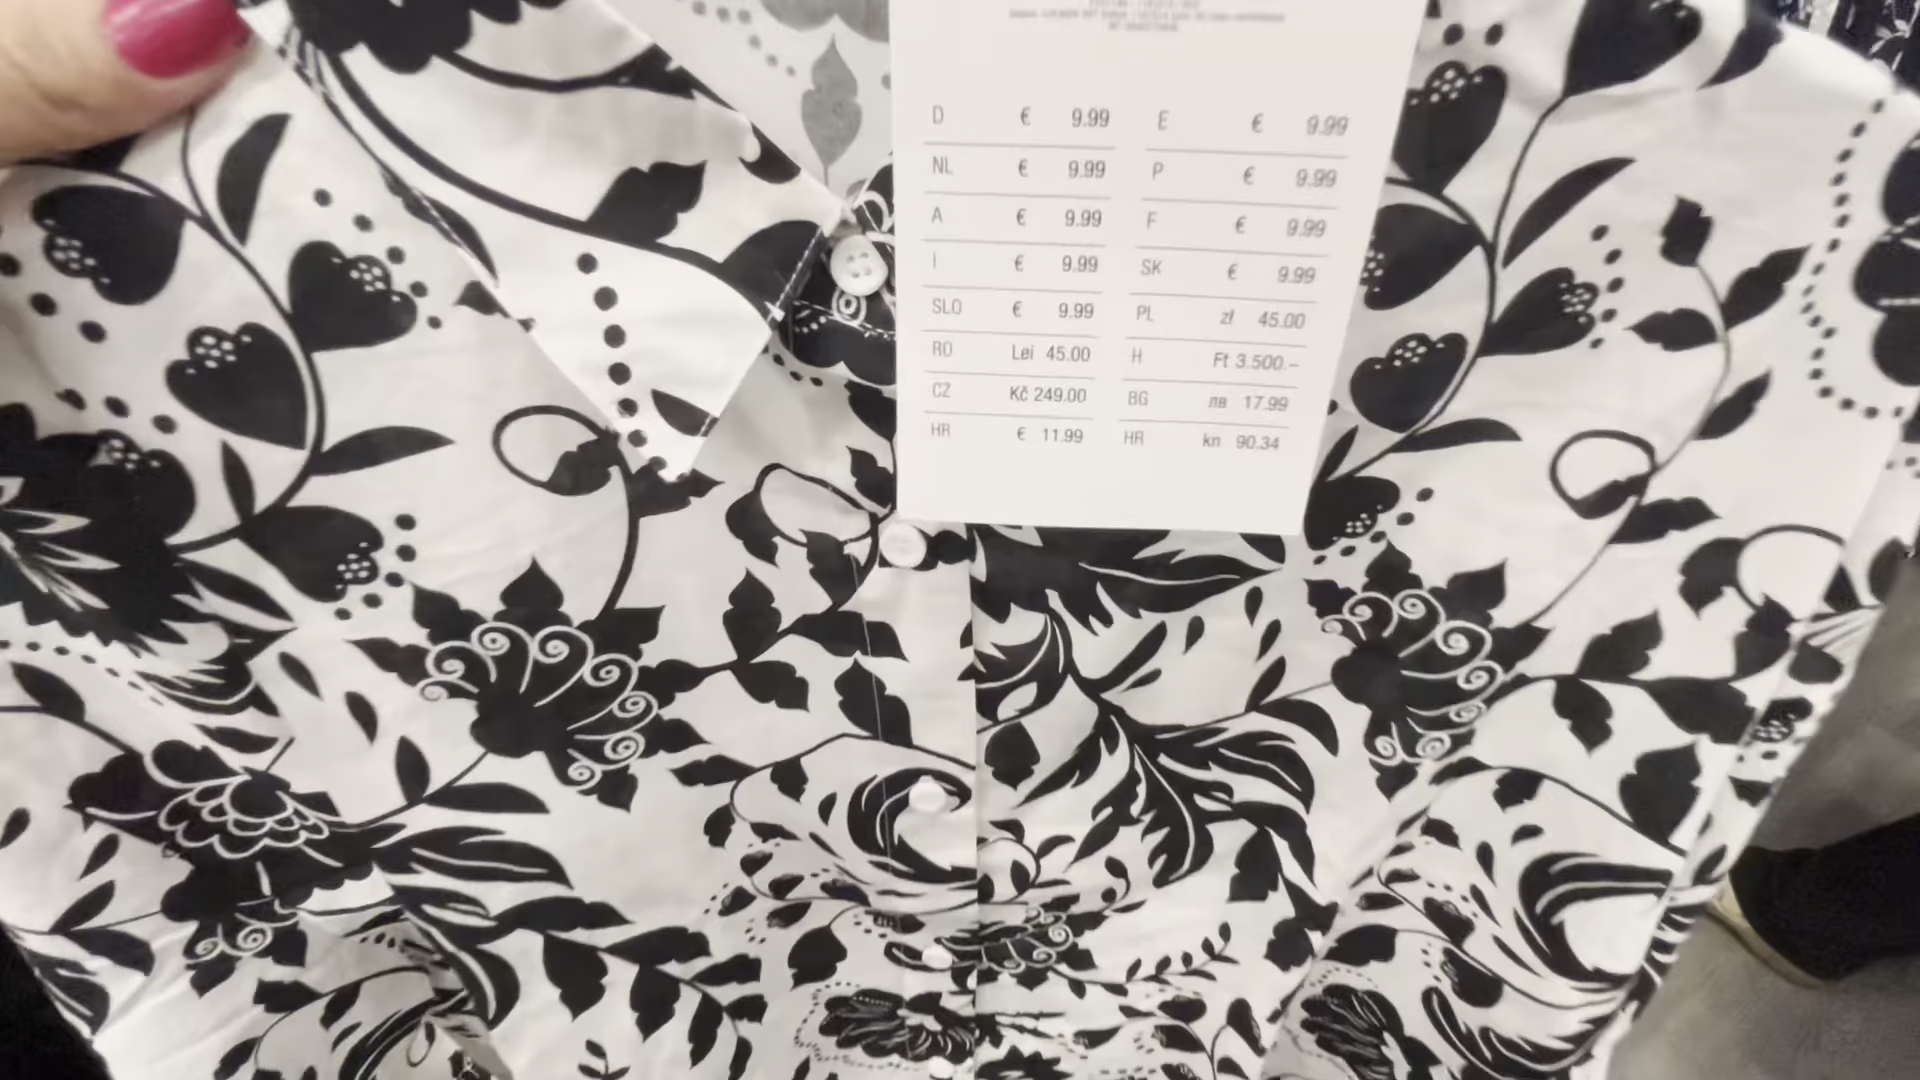 D € 9.99 E € 9.99
NL € 9.99 P € 9.99
A € 9.99 F € 9.99
I € 9.99 SK € 9.99
SLO € 9.99 PL zł 45.00
RO Lei 45.00 H Ft 3.500.–
CZ Kč 249.00 BG лв 17.99
HR € 11.99 HR kn 90.34